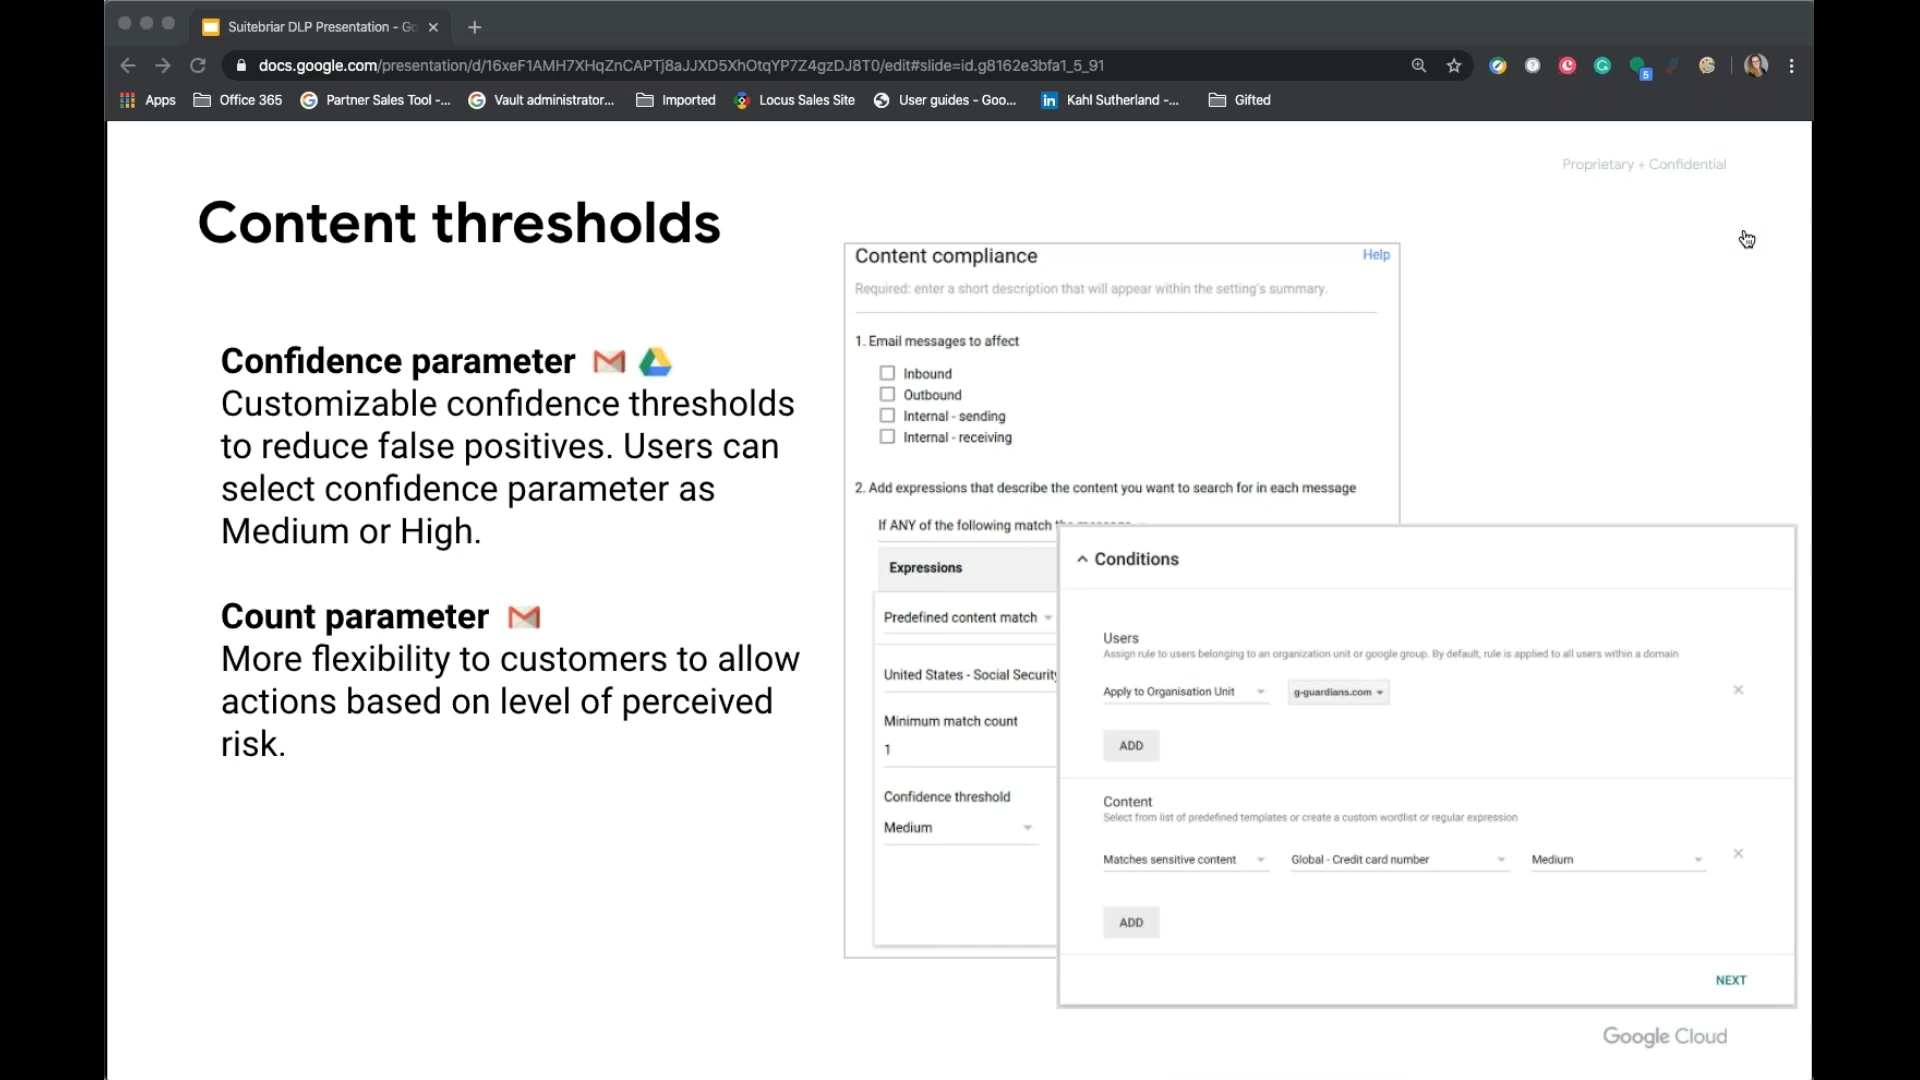 Suitebriar DLP Presentation - Go
docs.google.com/presentation/d/16xeF1AMH7XHqZnCAPTj8aJJXD5XhOtqYP7Z4gzDJ8T0/edit#slide=id.g8162e3bfa1_5_91
5
Apps Office 365 Partner Sales Tool -... Vault administrator... Imported Locus Sales Site User guides - Goo... Kahl Sutherland -... Gifted
Proprietary + Confidential
Content thresholds
Confidence parameter
Customizable confidence thresholds
to reduce false positives. Users can
select confidence parameter as
Medium or High.
Count parameter
More flexibility to customers to allow
actions based on level of perceived
risk.
Content compliance Help
Required: enter a short description that will appear within the setting's summary.
1. Email messages to affect
Inbound
Outbound
Internal - sending
Internal - receiving
2. Add expressions that describe the content you want to search for in each message
If ANY of the following match
Expressions
Predefined content match
United States - Social Security
Minimum match count
1
Confidence threshold
Medium
Conditions
Users
Assign rule to users belonging to an organization unit or google group. By default, rule is applied to all users within a domain
Apply to Organisation Unit g-guardians.com
ADD
Content
Select from list of predefined templates or create a custom wordlist or regular expression
Matches sensitive content Global - Credit card number Medium
ADD
NEXT
Google Cloud